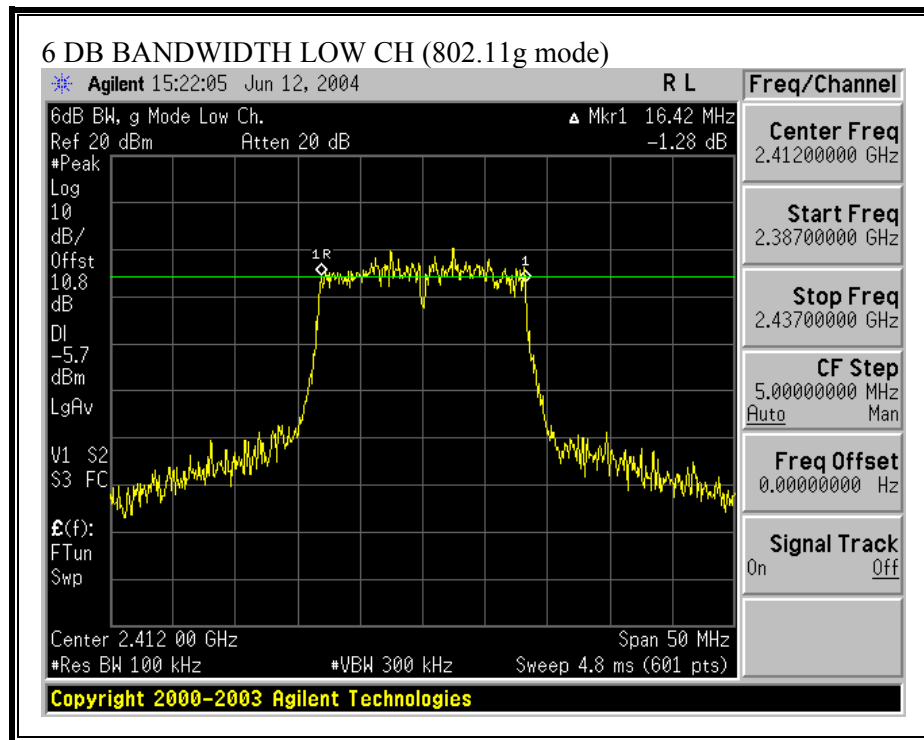 6 DB BANDWIDTH LOW CH (802.11g mode)
Agilent 15:22:05 Jun 12, 2004 R L
6dB BW, g Mode Low Ch. ▲ Mkr1 16.42 MHz
Ref 20 dBm Atten 20 dB -1.28 dB
#Peak
Log
10
dB/
Offst
10.8
dB
DI
-5.7
dBm
LgAv
V1 S2
S3 FC
£(f):
FTun
Swp
1R
1
Center 2.412 00 GHz Span 50 MHz
#Res BW 100 kHz #VBW 300 kHz Sweep 4.8 ms (601 pts)
Copyright 2000-2003 Agilent Technologies
Freq/Channel
Center Freq
2.41200000 GHz
Start Freq
2.38700000 GHz
Stop Freq
2.43700000 GHz
CF Step
5.00000000 MHz
Auto Man
Freq Offset
0.00000000 Hz
Signal Track
On Off